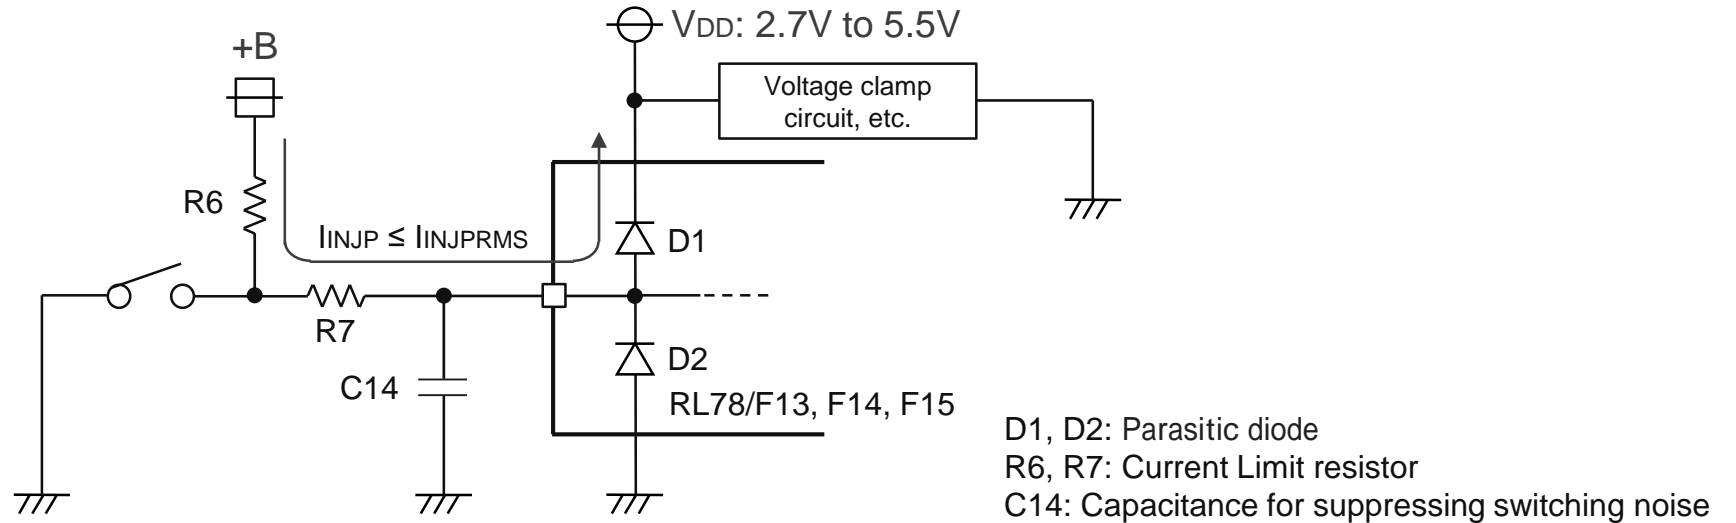 VDD: 2.7V to 5.5V
+B
Voltage clamp
circuit, etc.
R6
IINJP ≤ IINJPRMS
D1
R7
D2
C14
RL78/F13, F14, F15
D1, D2: Parasitic diode
R6, R7: Current Limit resistor
C14: Capacitance for suppressing switching noise